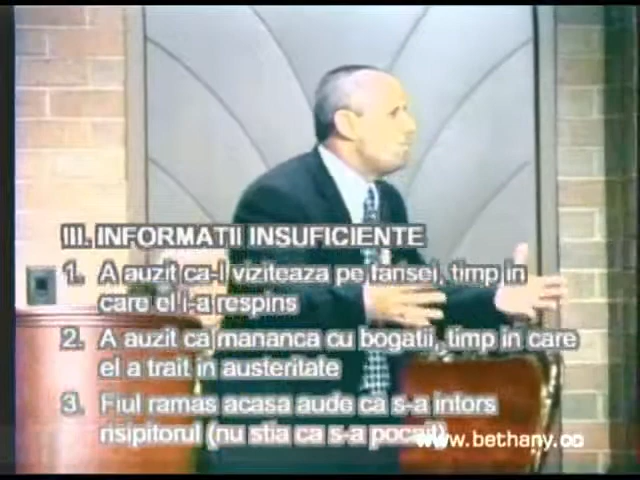 III. INFORMATII INSUFICIENTE
1. A auzit ca-l viziteaza pe farisei, timp in
care el i-a respins
2. A auzit ca mananca cu bogatii, timp in care
el a trait in austeritate
3. Fiul ramas acasa aude ca s-a intors
risipitorul (nu stia ca s-a pocait)
www.bethany.co